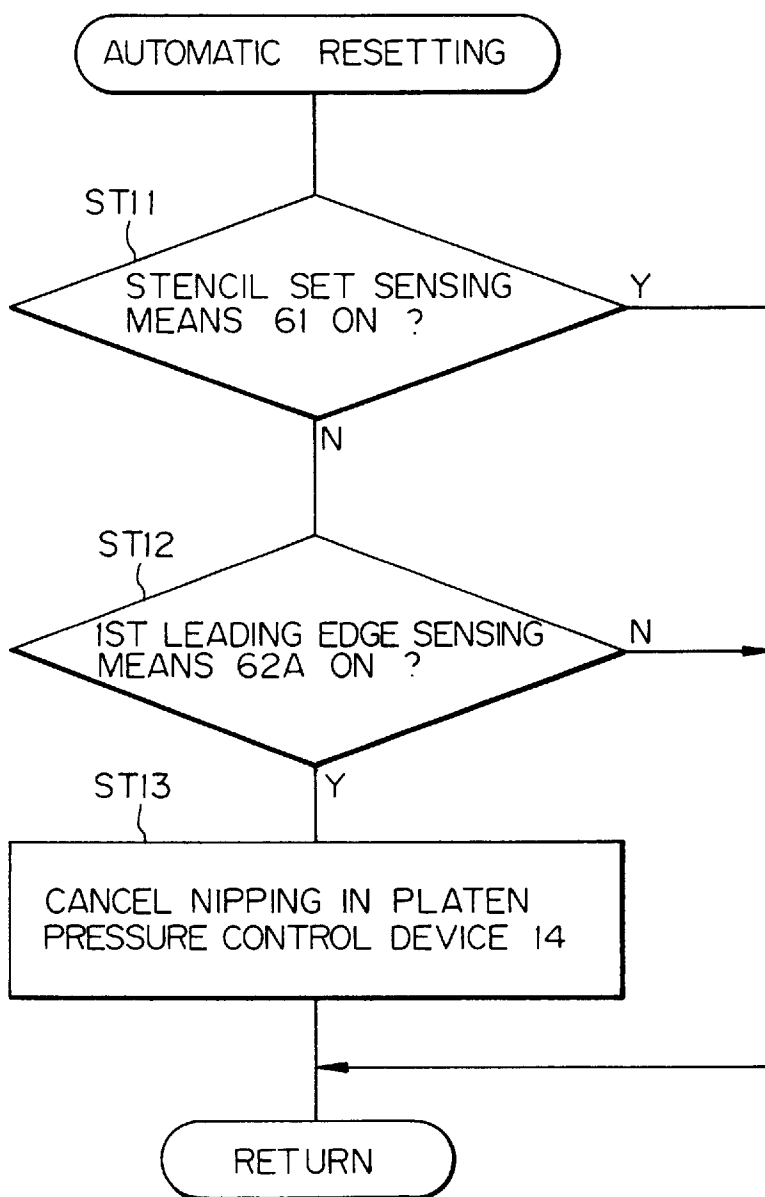 AUTOMATIC RESETTING
ST11
STENCIL SET SENSING
MEANS 61 ON ?
Y
N
ST12
1ST LEADING EDGE SENSING
MEANS 62A ON ?
N
Y
ST13
CANCEL NIPPING IN PLATEN
PRESSURE CONTROL DEVICE 14
RETURN